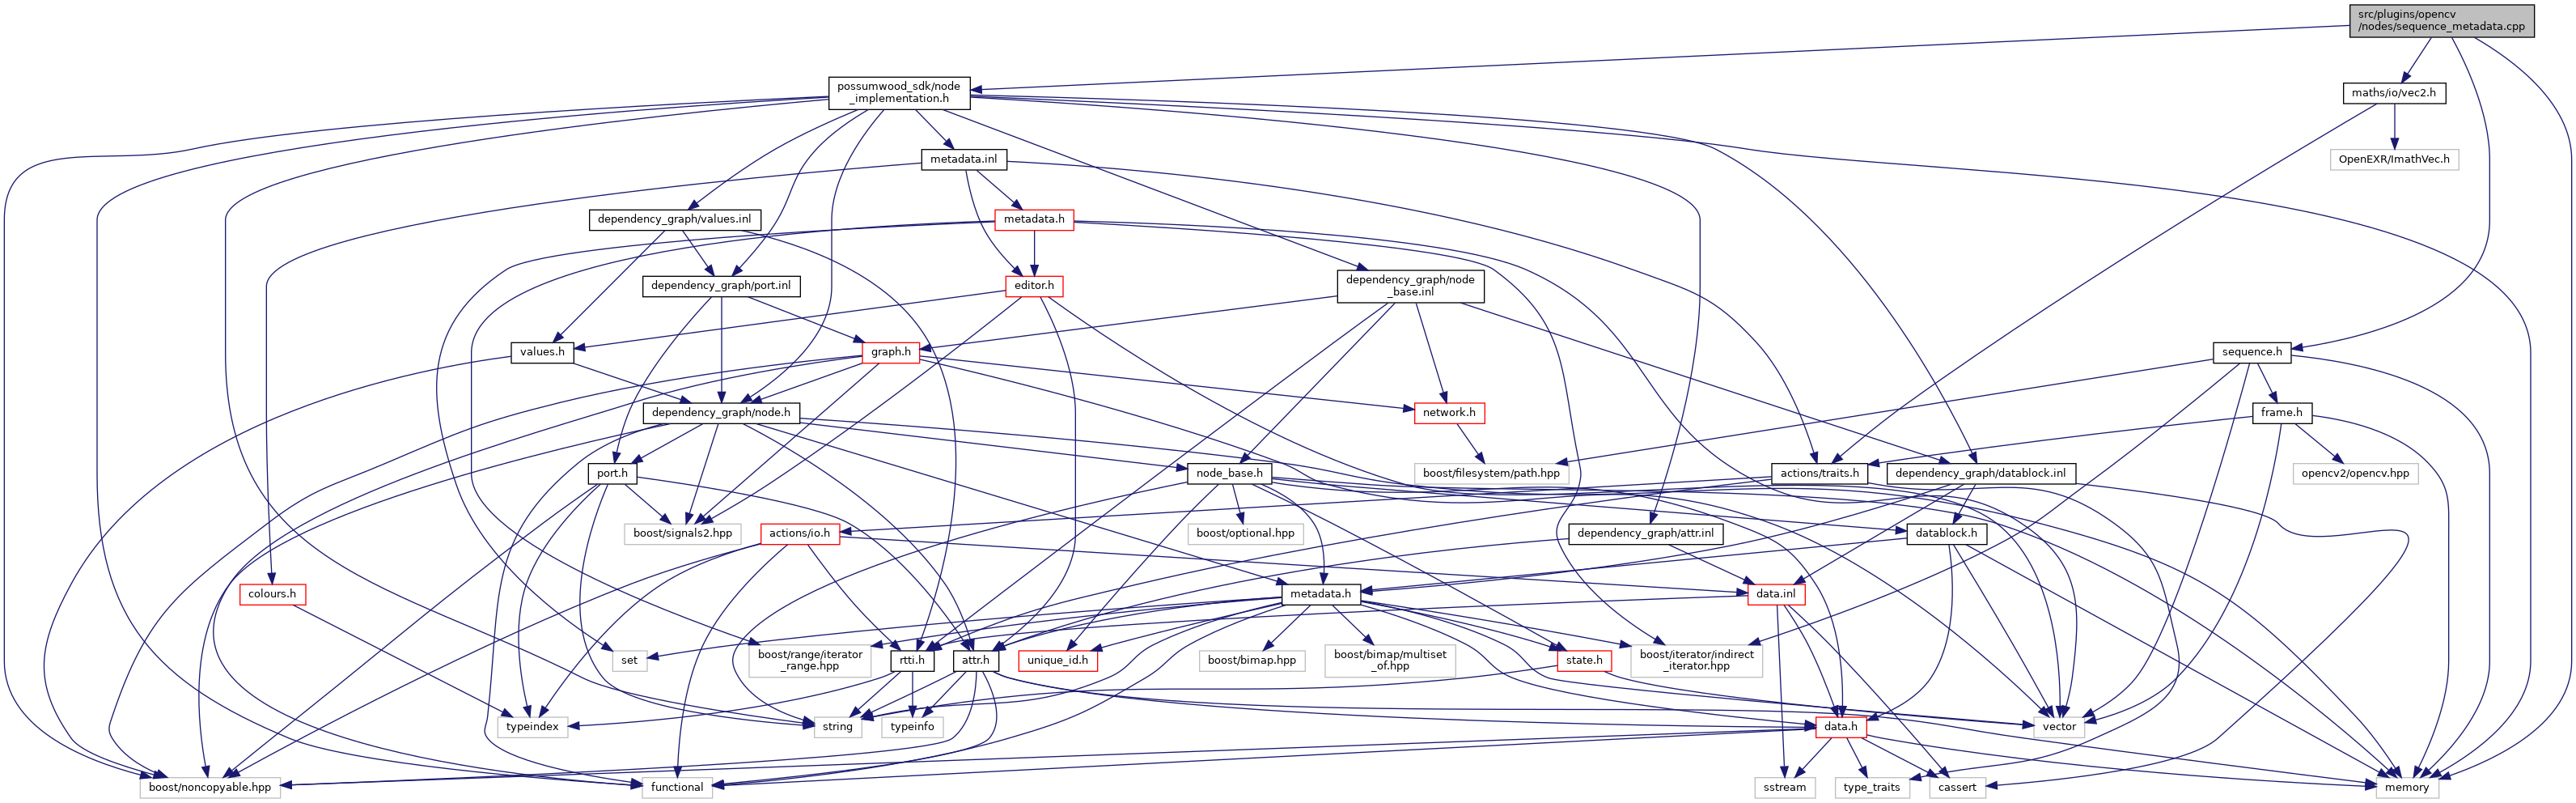 src/plugins/opencv
/nodes/sequence_metadata.cpp
possumwood_sdk/node
_implementation.h
maths/io/vec2.h
metadata.inl
OpenEXR/ImathVec.h
dependency_graph/values.inl
metadata.h
dependency_graph/port.inl
editor.h
dependency_graph/node
_base.inl
values.h
graph.h
sequence.h
dependency_graph/node.h
network.h
frame.h
port.h
node_base.h
boost/filesystem/path.hpp
actions/traits.h
dependency_graph/datablock.inl
opencv2/opencv.hpp
boost/signals2.hpp
actions/io.h
boost/optional.hpp
dependency_graph/attr.inl
datablock.h
colours.h
metadata.h
data.inl
set
boost/range/iterator
_range.hpp
rtti.h
attr.h
unique_id.h
boost/bimap.hpp
boost/bimap/multiset
_of.hpp
state.h
boost/iterator/indirect
_iterator.hpp
typeindex
string
typeinfo
data.h
vector
boost/noncopyable.hpp
functional
sstream
type_traits
cassert
memory